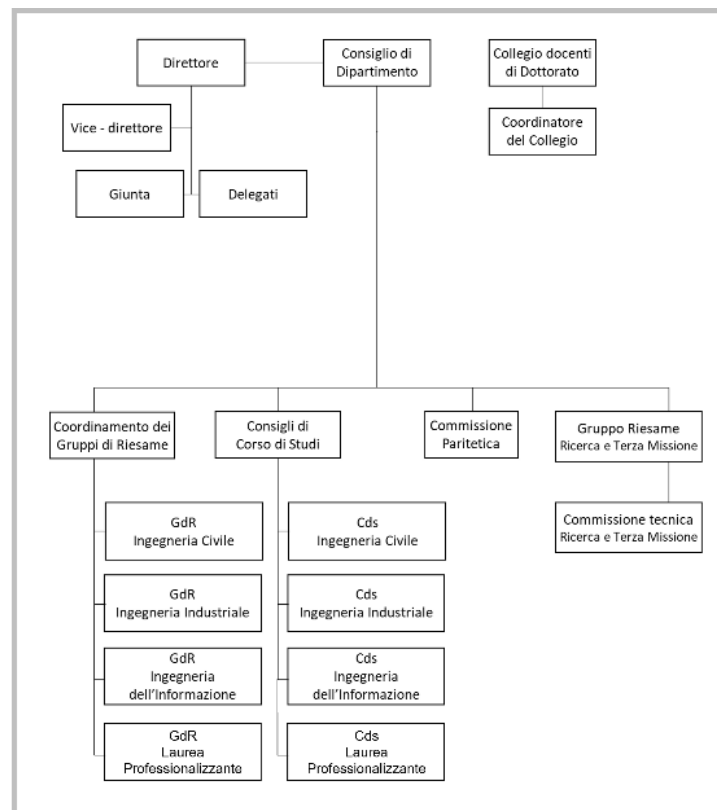 Direttore
Consiglio di
Dipartimento
Collegio docenti
di Dottorato
Vice - direttore
Coordinatore
del Collegio
Giunta
Delegati
Coordinamento dei
Gruppi di Riesame
Consigli di
Corso di Studi
Commissione
Paritetica
Gruppo Riesame
Ricerca e Terza Missione
GdR
Ingegneria Civile
Cds
Ingegneria Civile
Commissione tecnica
Ricerca e Terza Missione
GdR
Ingegneria Industriale
Cds
Ingegneria Industriale
GdR
Ingegneria
dell'Informazione
Cds
Ingegneria
dell'Informazione
GdR
Laurea
Professionalizzante
Cds
Laurea
Professionalizzante